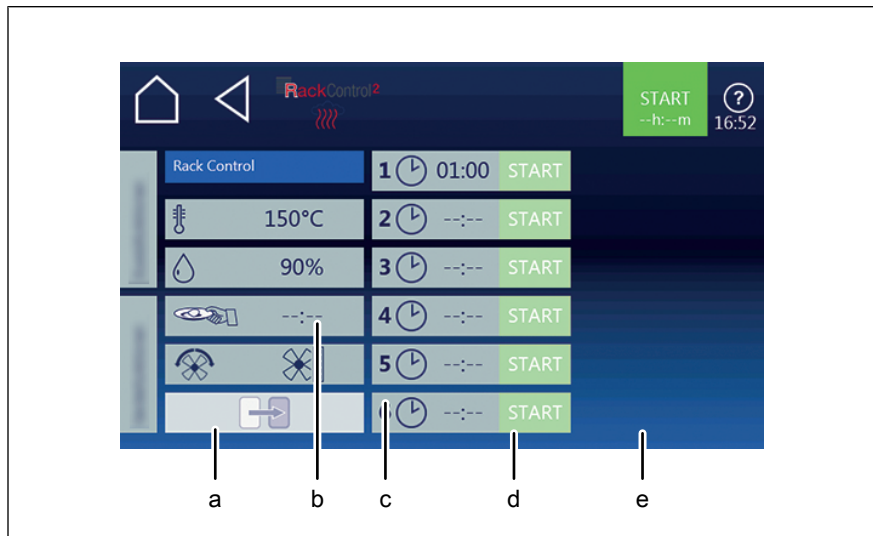 RackControl²
START
--h:--m
?
16:52
Rack Control
1 01:00 START
150°C
2 --:-- START
90%
3 --:-- START
--:--
4 --:-- START
5 --:-- START
--:-- START
a b c d e